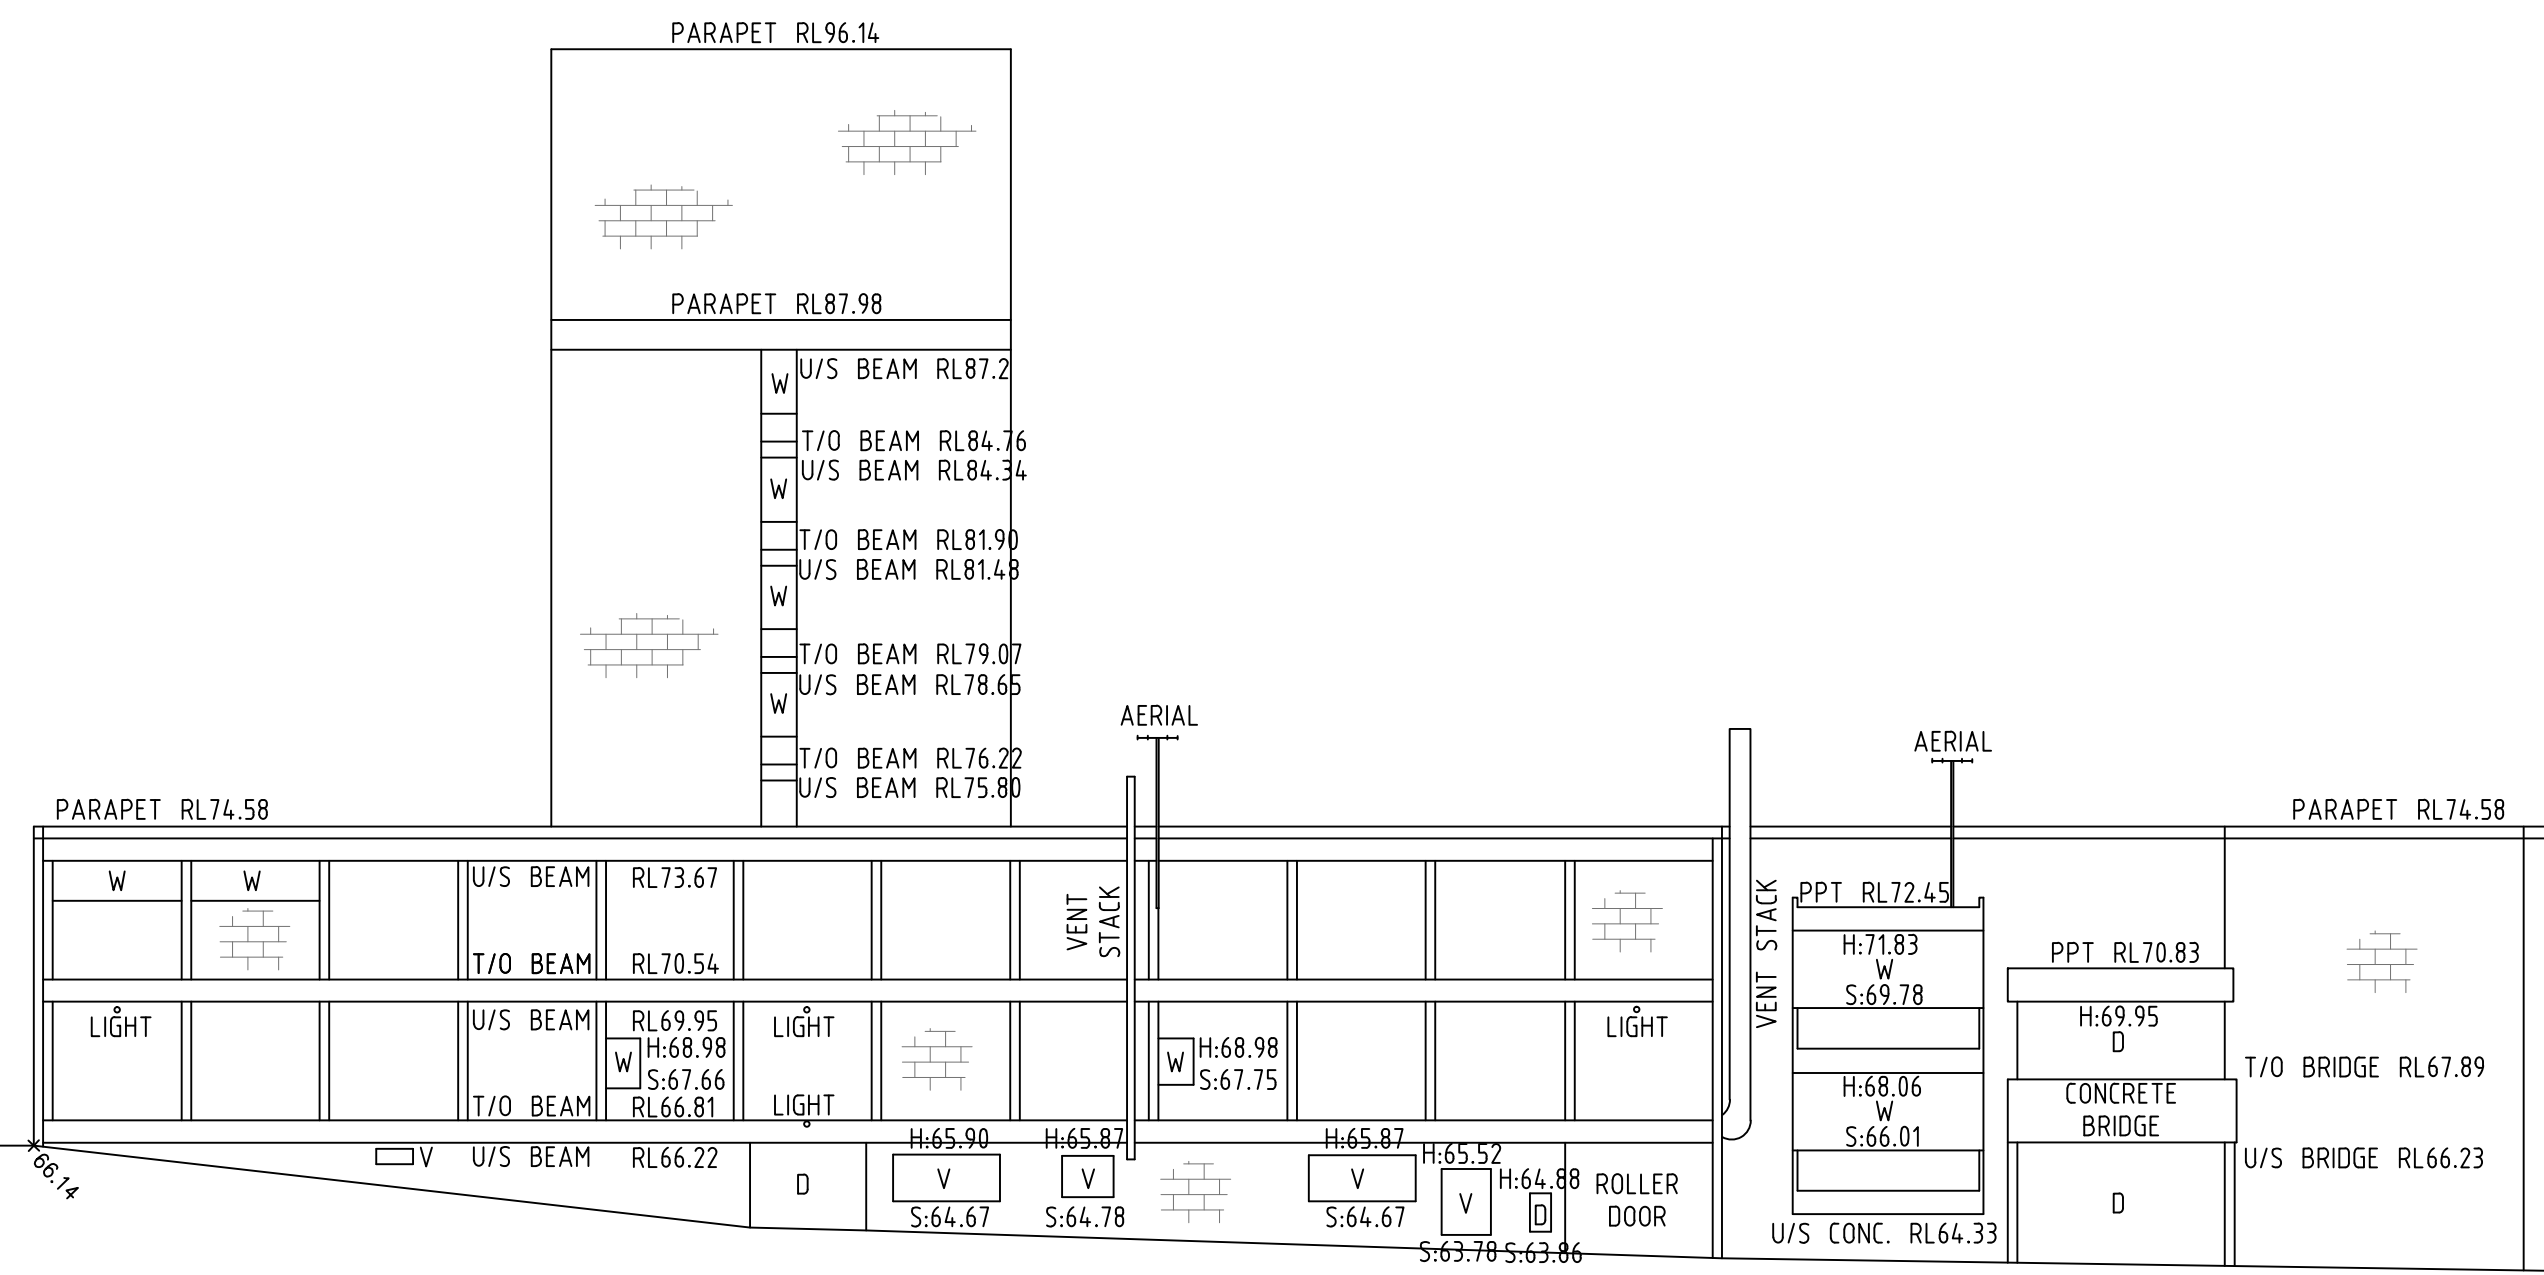 PARAPET RL96.14
PARAPET RL87.98
W
U/S BEAM RL87.2
T/O BEAM RL84.76
U/S BEAM RL84.34
W
T/O BEAM RL81.90
U/S BEAM RL81.48
W
T/O BEAM RL79.07
U/S BEAM RL78.65
W
T/O BEAM RL76.22
U/S BEAM RL75.80
AERIAL
AERIAL
PARAPET RL74.58
PARAPET RL74.58
W
W
U/S BEAM RL73.67
T/O BEAM RL70.54
VENT
STACK
VENT STACK
PPT RL72.45
H:71.83
W
S:69.78
PPT RL70.83
LIGHT
U/S BEAM RL69.95
W
H:68.98
S:67.66
T/O BEAM RL66.81
LIGHT
LIGHT
W
H:68.98
S:67.75
LIGHT
H:68.06
W
S:66.01
H:69.95
D
CONCRETE
BRIDGE
T/O BRIDGE RL67.89
U/S BRIDGE RL66.23
66.14
V
U/S BEAM RL66.22
D
H:65.90
V
S:64.67
H:65.87
V
S:64.78
H:65.87
V
S:64.67
H:65.52
V
S:63.78
H:64.88
D
S:63.86
ROLLER
DOOR
U/S CONC. RL64.33
D